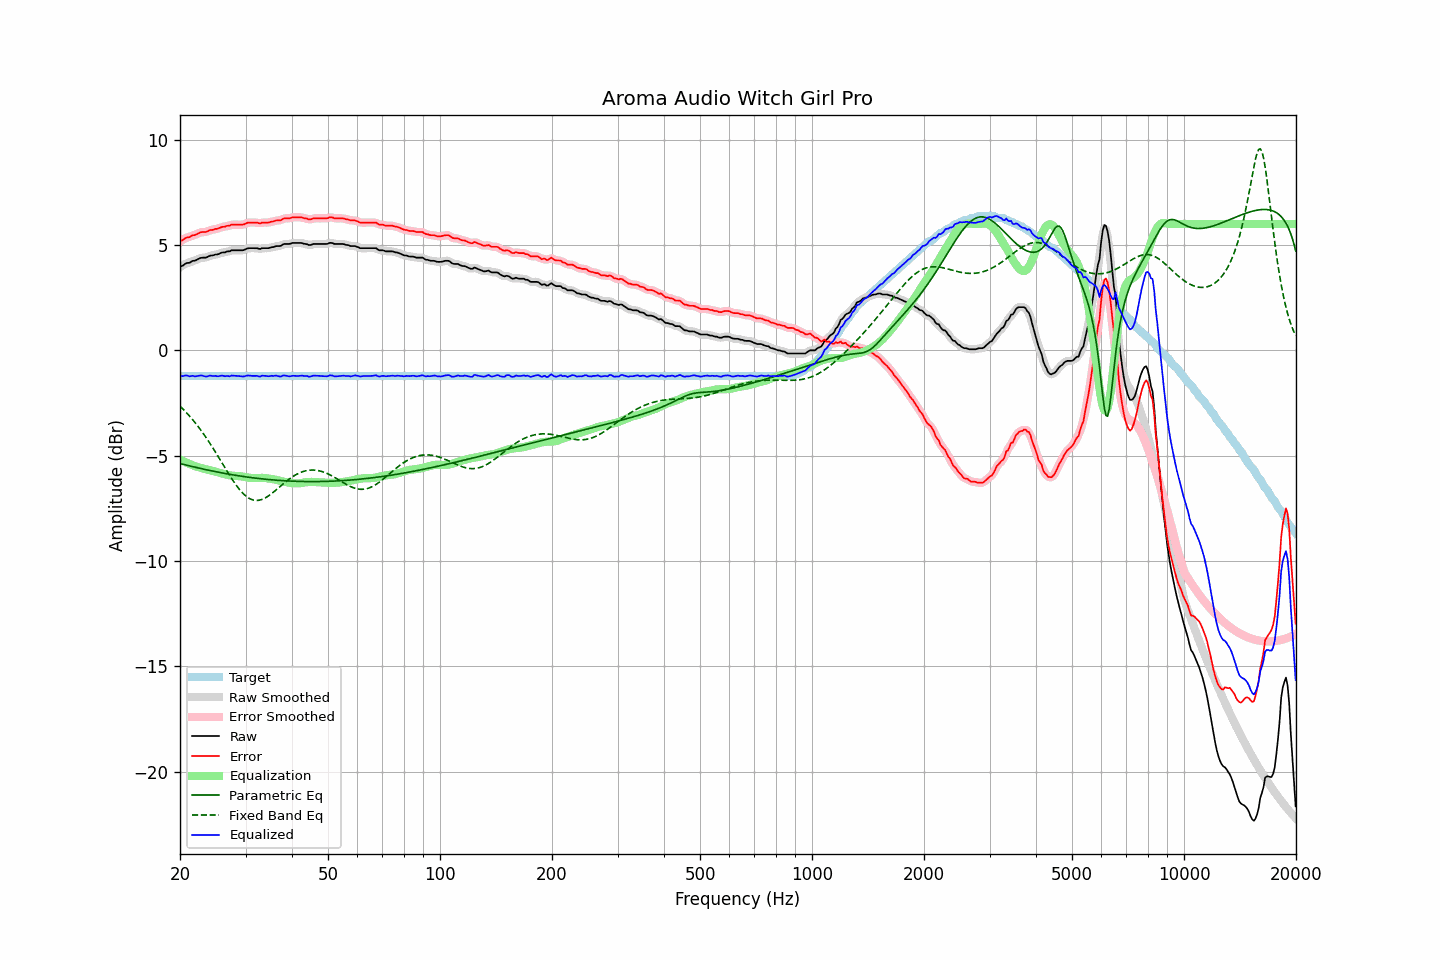 Aroma Audio Witch Girl Pro
10
5
0
−5
−10
−15
−20
Amplitude (dBr)
Target
Raw Smoothed
Error Smoothed
Raw
Error
Equalization
Parametric Eq
Fixed Band Eq
Equalized
20 50 100 200 500 1000 2000 5000 10000 20000
Frequency (Hz)